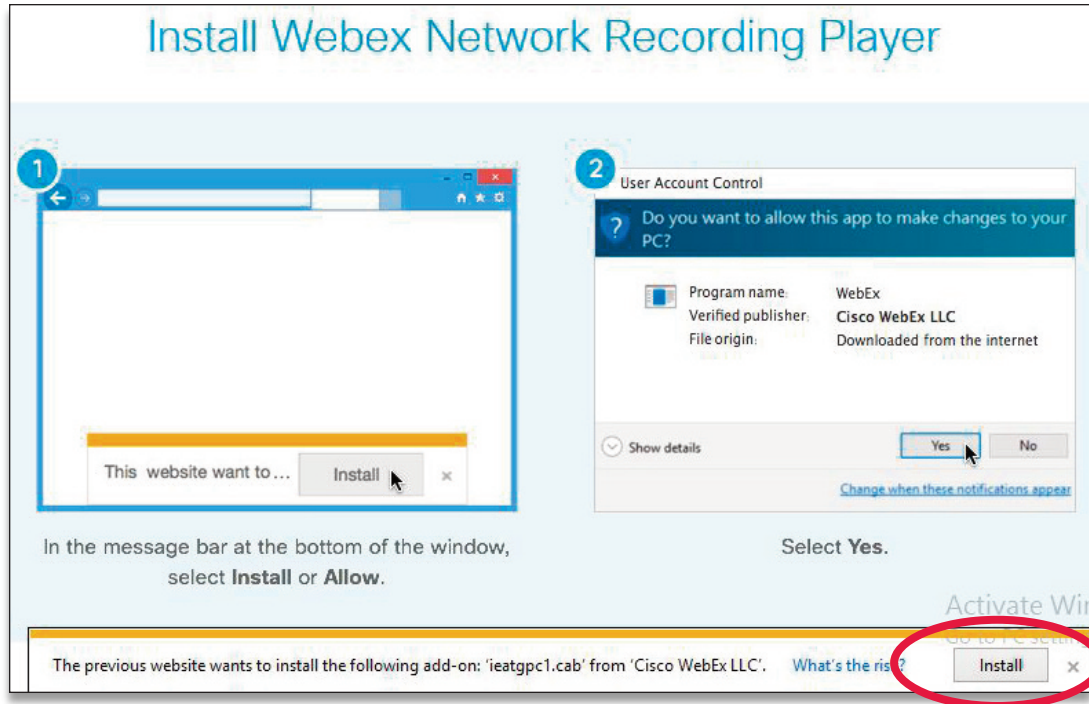 Install Webex Network Recording Player
1
This website want to ...
Install
In the message bar at the bottom of the window,
select Install or Allow.
2
User Account Control
Do you want to allow this app to make changes to your
PC?
Program name: WebEx
Verified publisher: Cisco WebEx LLC
File origin: Downloaded from the internet
Show details
Yes
No
Change when these notifications appear
Select Yes.
Activate Wi
Go to PC
The previous website wants to install the following add-on: 'ieatgpc1.cab' from 'Cisco WebEx LLC'.
What's the
Install